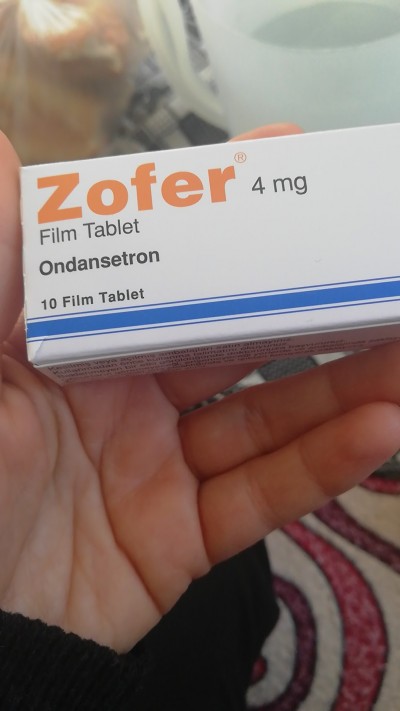 Zofer® 4 mg
Film Tablet
Ondansetron
10 Film Tablet